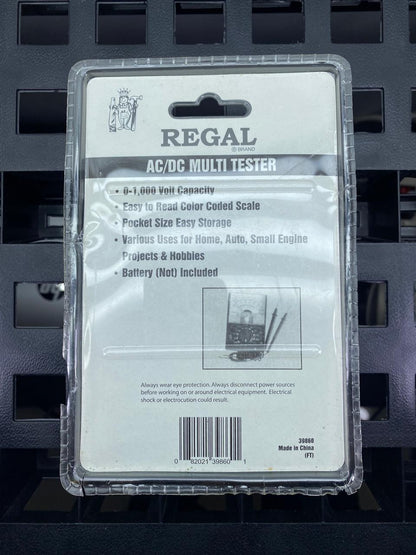 REGAL
® BRAND
AC/DC MULTI TESTER
• 0-1,000 Volt Capacity
• Easy to Read Color Coded Scale
• Pocket Size Easy Storage
• Various Uses for Home, Auto, Small Engine
Projects & Hobbies
• Battery (Not) Included
Always wear eye protection. Always disconnect power sources
before working on or around electrical equipment. Electrical
shock or electrocution could result.
39860
Made in China
(FT)
0 82021 39860 1